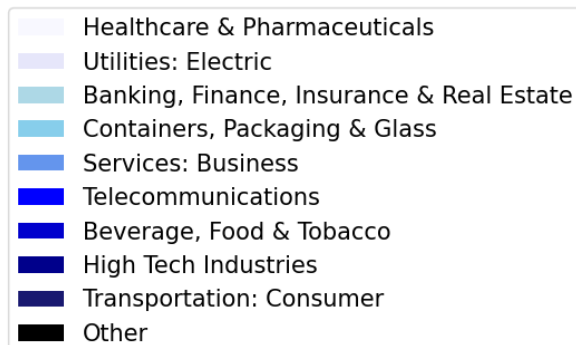 Healthcare & Pharmaceuticals
Utilities: Electric
Banking, Finance, Insurance & Real Estate
Containers, Packaging & Glass
Services: Business
Telecommunications
Beverage, Food & Tobacco
High Tech Industries
Transportation: Consumer
Other